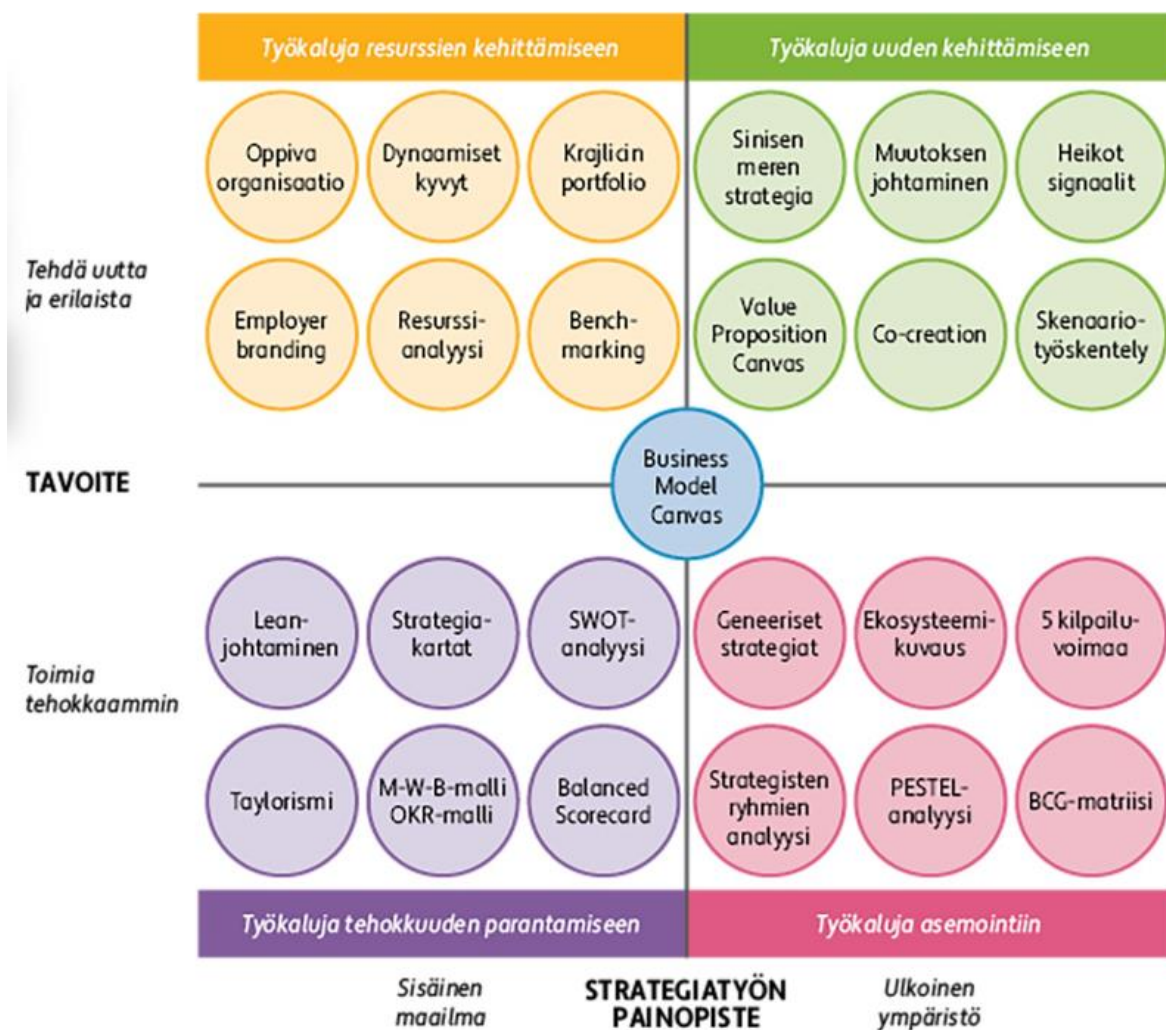 Työkaluja resurssien kehittämiseen
Työkaluja uuden kehittämiseen
Oppiva
organisaatio
Dynaamiset
kyvyt
Krajlicin
portfolio
Sinisen
meren
strategia
Muutoksen
johtaminen
Heikot
signaalit
Tehdä uutta
ja erilaista
Employer
branding
Resurssi-
analyysi
Bench-
marking
Value
Proposition
Canvas
Co-creation
Skenaario-
työskentely
TAVOITE
Business
Model
Canvas
Lean-
johtaminen
Strategia-
kartat
SWOT-
analyysi
Geneeriset
strategiat
Ekosysteemi-
kuvaus
5 kilpailu-
voimaa
Toimia
tehokkaammin
Taylorismi
M-W-B-malli
OKR-malli
Balanced
Scorecard
Strategisten
ryhmien
analyysi
PESTEL-
analyysi
BCG-matriisi
Työkaluja tehokkuuden parantamiseen
Työkaluja asemointiin
Sisäinen
maailma
STRATEGIATYÖN
PAINOPISTE
Ulkoinen
ympäristö